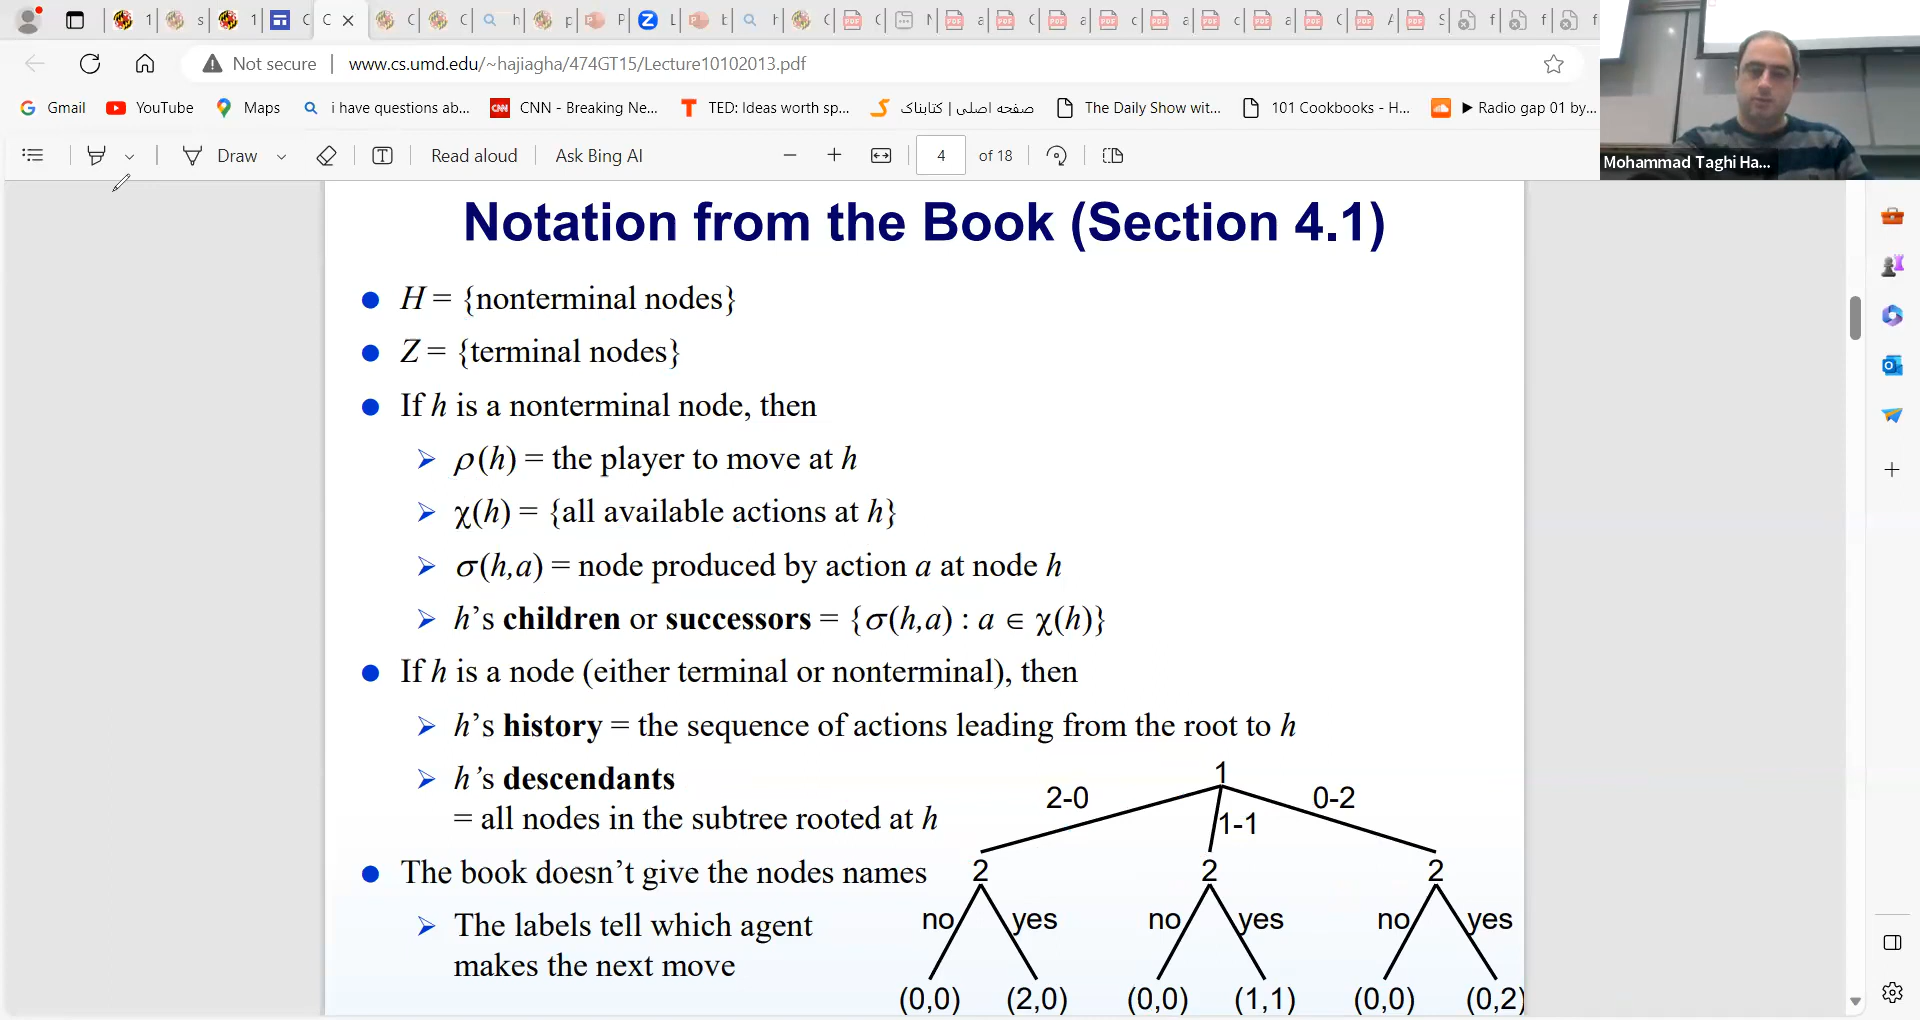 Not secure
www.cs.umd.edu/~hajiagha/474GT15/Lecture10102013.pdf
Gmail
YouTube
Maps
i have questions ab...
CNN - Breaking Ne...
TED: Ideas worth sp...
صفحه اصلی | کتابناک
The Daily Show wit...
101 Cookbooks - H...
Radio gap 01 by...
Mohammad Taghi Ha...
Draw
Read aloud
Ask Bing AI
4 of 18
Notation from the Book (Section 4.1)
H = {nonterminal nodes}
Z = {terminal nodes}
If h is a nonterminal node, then
ρ(h) = the player to move at h
χ(h) = {all available actions at h}
σ(h,a) = node produced by action a at node h
h's children or successors = {σ(h,a) : a ∈ χ(h)}
If h is a node (either terminal or nonterminal), then
h's history = the sequence of actions leading from the root to h
h's descendants
= all nodes in the subtree rooted at h
The book doesn't give the nodes names
The labels tell which agent
makes the next move
1
2-0 1-1 0-2
2 2 2
no yes no yes no yes
(0,0) (2,0) (0,0) (1,1) (0,0) (0,2)